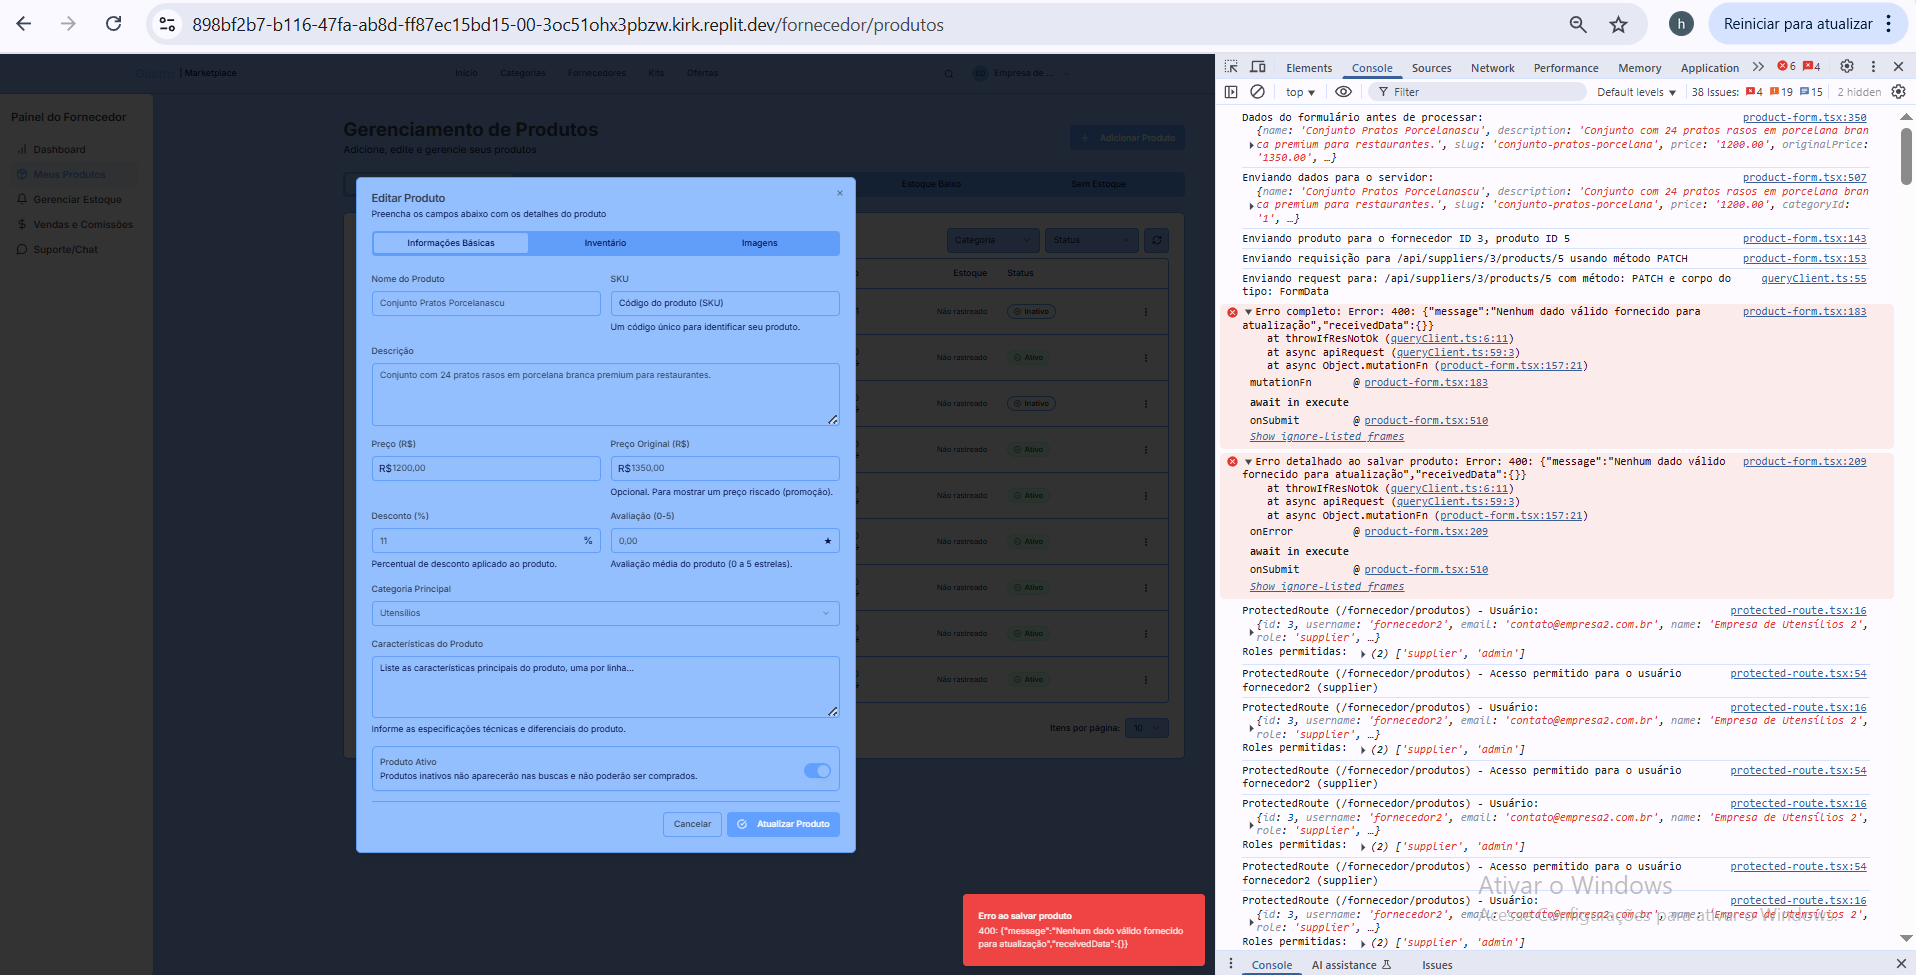 898bf2b7-b116-47fa-ab8d-ff87ec15bd15-00-3oc51ohx3pbzw.kirk.replit.dev/fornecedor/produtos
h
Reiniciar para atualizar
| Marketplace
Início Categorias Fornecedores Kits Ofertas
Empresa de ...
Painel do Fornecedor
Dashboard
Meus Produtos
Gerenciar Estoque
Vendas e Comissões
Suporte/Chat
Gerenciamento de Produtos
Adicione, edite e gerencie seus produtos
+ Adicionar Produto
Estoque Baixo Sem Estoque
Categoria Status
Estoque Status
Não rastreado Inativo
Não rastreado Ativo
Não rastreado Inativo
Não rastreado Ativo
Não rastreado Ativo
Não rastreado Ativo
Não rastreado Ativo
Não rastreado Ativo
Não rastreado Ativo
Itens por página: 10
Editar Produto
Preencha os campos abaixo com os detalhes do produto
Informações Básicas Inventário Imagens
Nome do Produto SKU
Conjunto Pratos Porcelanascu Código do produto (SKU)
Um código único para identificar seu produto.
Descrição
Conjunto com 24 pratos rasos em porcelana branca premium para restaurantes.
Preço (R$) Preço Original (R$)
R$1200,00 R$1350,00
Opcional. Para mostrar um preço riscado (promoção).
Desconto (%) Avaliação (0-5)
11 % 0,00 ★
Percentual de desconto aplicado ao produto. Avaliação média do produto (0 a 5 estrelas).
Categoria Principal
Utensílios
Características do Produto
Liste as características principais do produto, uma por linha...
Informe as especificações técnicas e diferenciais do produto.
Produto Ativo
Produtos inativos não aparecerão nas buscas e não poderão ser comprados.
Cancelar Atualizar Produto
Erro ao salvar produto
400: {"message":"Nenhum dado válido fornecido
para atualização","receivedData":{}}
Elements Console Sources Network Performance Memory Application 6 4
top Filter Default levels 38 Issues: 4 19 15 2 hidden
Dados do formulário antes de processar: product-form.tsx:350
{name: 'Conjunto Pratos Porcelanascu', description: 'Conjunto com 24 pratos rasos em porcelana bran
ca premium para restaurantes.', slug: 'conjunto-pratos-porcelana', price: '1200.00', originalPrice:
'1350.00', …}
Enviando dados para o servidor: product-form.tsx:507
{name: 'Conjunto Pratos Porcelanascu', description: 'Conjunto com 24 pratos rasos em porcelana bran
ca premium para restaurantes.', slug: 'conjunto-pratos-porcelana', price: '1200.00', categoryId:
'1', …}
Enviando produto para o fornecedor ID 3, produto ID 5 product-form.tsx:143
Enviando requisição para /api/suppliers/3/products/5 usando método PATCH product-form.tsx:153
Enviando request para: /api/suppliers/3/products/5 com método: PATCH e corpo do queryClient.ts:55
tipo: FormData
Erro completo: Error: 400: {"message":"Nenhum dado válido fornecido para product-form.tsx:183
atualização","receivedData":{}}
at throwIfResNotOk (queryClient.ts:6:11)
at async apiRequest (queryClient.ts:59:3)
at async Object.mutationFn (product-form.tsx:157:21)
mutationFn @ product-form.tsx:183
await in execute
onSubmit @ product-form.tsx:510
Show ignore-listed frames
Erro detalhado ao salvar produto: Error: 400: {"message":"Nenhum dado válido product-form.tsx:209
fornecido para atualização","receivedData":{}}
at throwIfResNotOk (queryClient.ts:6:11)
at async apiRequest (queryClient.ts:59:3)
at async Object.mutationFn (product-form.tsx:157:21)
onError @ product-form.tsx:209
await in execute
onSubmit @ product-form.tsx:510
Show ignore-listed frames
ProtectedRoute (/fornecedor/produtos) - Usuário: protected-route.tsx:16
{id: 3, username: 'fornecedor2', email: 'contato@empresa2.com.br', name: 'Empresa de Utensílios 2',
role: 'supplier', …}
Roles permitidas: (2) ['supplier', 'admin']
ProtectedRoute (/fornecedor/produtos) - Acesso permitido para o usuário protected-route.tsx:54
fornecedor2 (supplier)
ProtectedRoute (/fornecedor/produtos) - Usuário: protected-route.tsx:16
{id: 3, username: 'fornecedor2', email: 'contato@empresa2.com.br', name: 'Empresa de Utensílios 2',
role: 'supplier', …}
Roles permitidas: (2) ['supplier', 'admin']
ProtectedRoute (/fornecedor/produtos) - Acesso permitido para o usuário protected-route.tsx:54
fornecedor2 (supplier)
ProtectedRoute (/fornecedor/produtos) - Usuário: protected-route.tsx:16
{id: 3, username: 'fornecedor2', email: 'contato@empresa2.com.br', name: 'Empresa de Utensílios 2',
role: 'supplier', …}
Roles permitidas: (2) ['supplier', 'admin']
ProtectedRoute (/fornecedor/produtos) - Acesso permitido para o usuário protected-route.tsx:54
fornecedor2 (supplier)
ProtectedRoute (/fornecedor/produtos) - Usuário: protected-route.tsx:16
{id: 3, username: 'fornecedor2', email: 'contato@empresa2.com.br', name: 'Empresa de Utensílios 2',
role: 'supplier', …}
Roles permitidas: (2) ['supplier', 'admin']
Ativar o Windows
Acesse Configurações para ativar o Windows.
Console AI assistance Issues